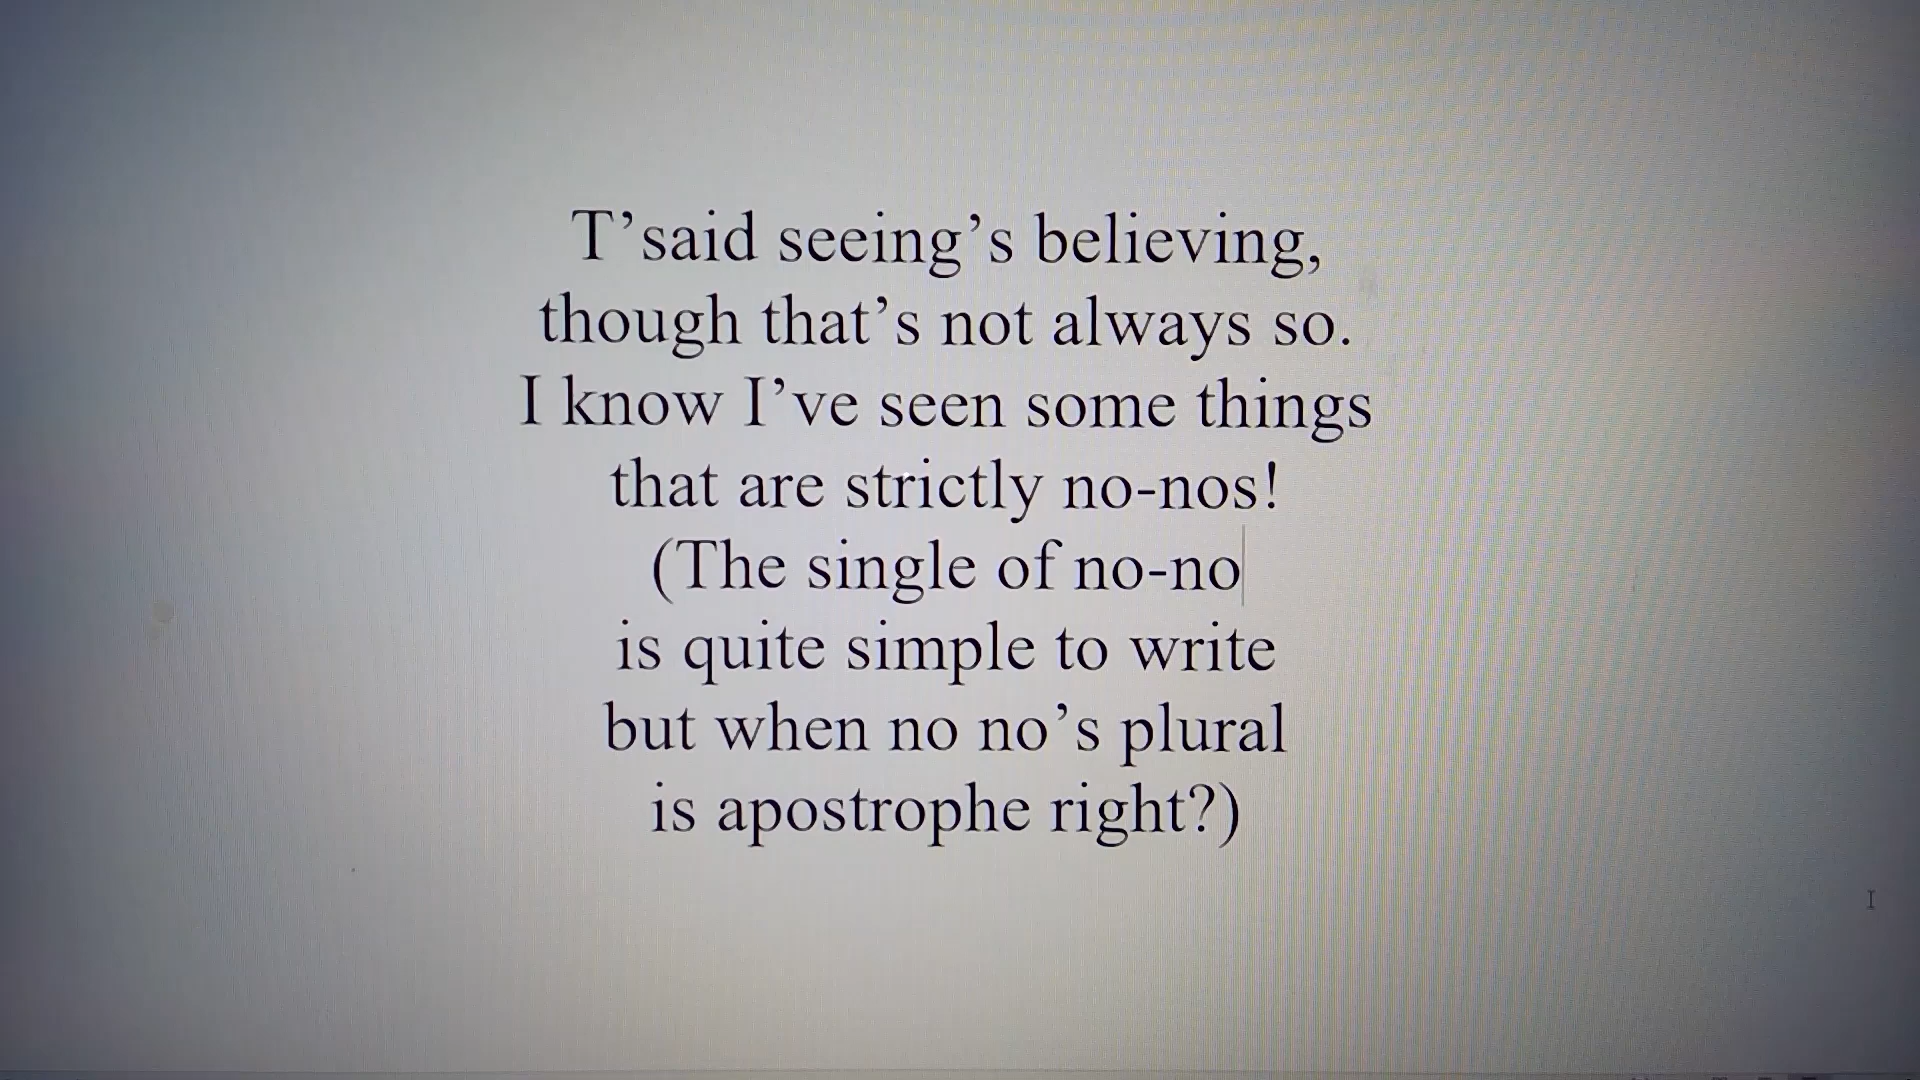 T’said seeing’s believing,
though that’s not always so.
I know I’ve seen some things
that are strictly no-nos!
(The single of no-no
is quite simple to write
but when no no’s plural
is apostrophe right?)